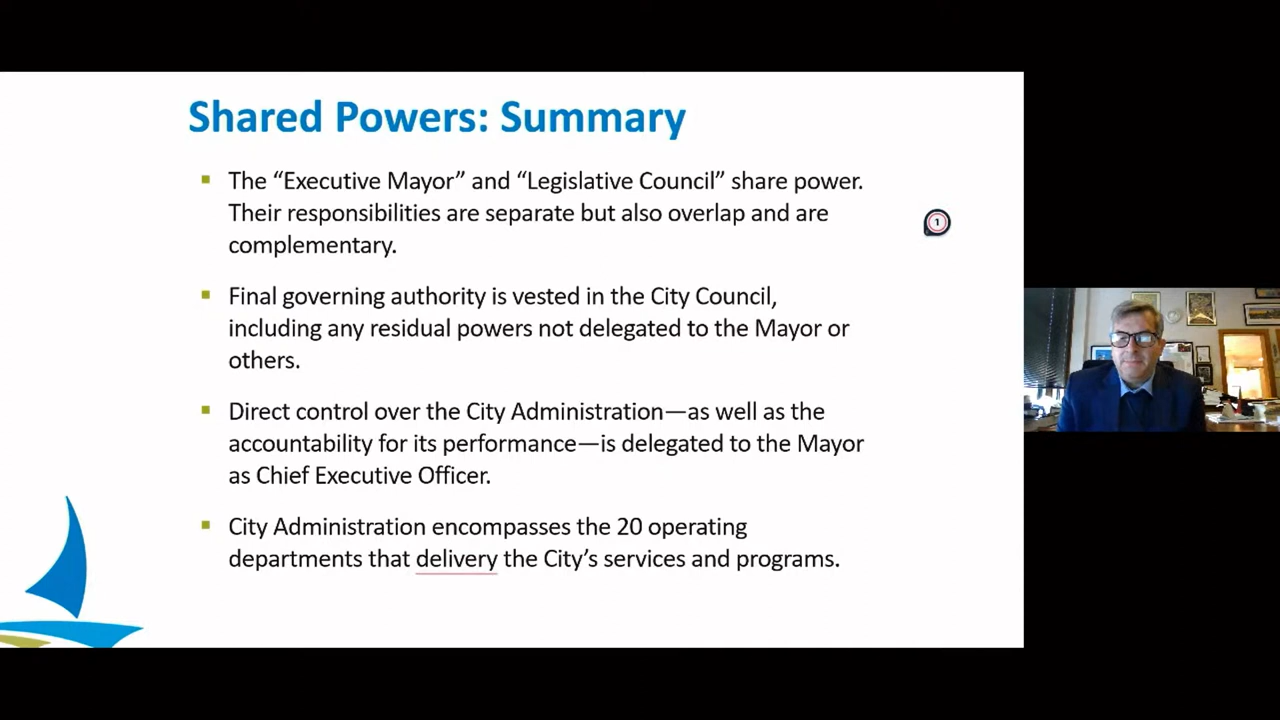 Shared Powers: Summary
▪ The “Executive Mayor” and “Legislative Council” share power.
Their responsibilities are separate but also overlap and are
complementary.
▪ Final governing authority is vested in the City Council,
including any residual powers not delegated to the Mayor or
others.
▪ Direct control over the City Administration—as well as the
accountability for its performance—is delegated to the Mayor
as Chief Executive Officer.
▪ City Administration encompasses the 20 operating
departments that delivery the City’s services and programs.
1